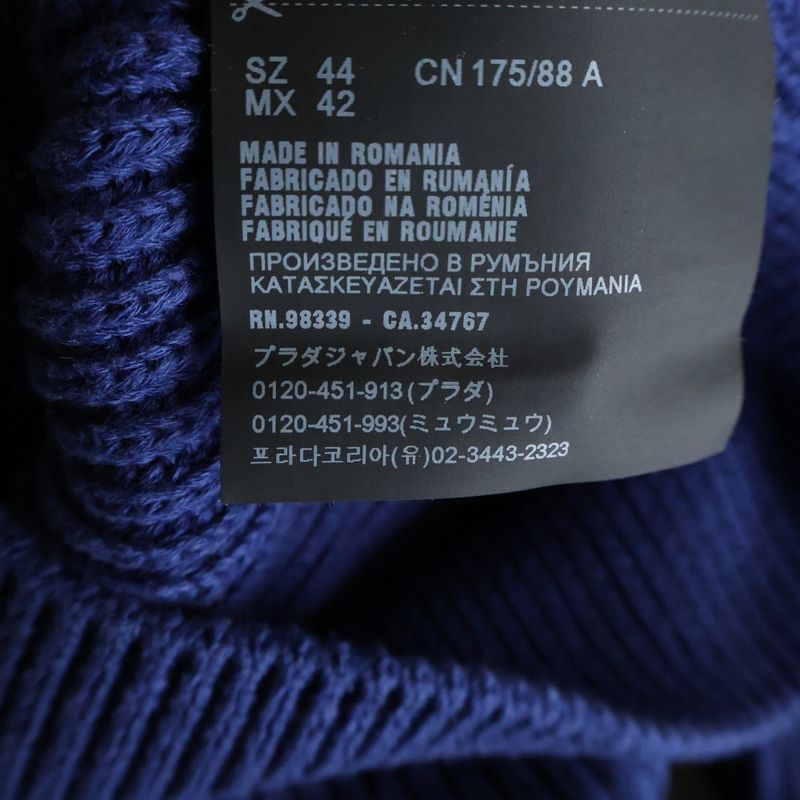 SZ 44 CN 175/88 A
MX 42
MADE IN ROMANIA
FABRICADO EN RUMANÍA
FABRICADO NA ROMÉNIA
FABRIQUÉ EN ROUMANIE
ПРОИЗВЕДЕНО В РУМЪНИЯ
ΚΑΤΑΣΚΕΥΑΖΕΤΑΙ ΣΤΗ ΡΟΥΜΑΝΙΑ
RN.98339 - CA.34767
プラダジャパン株式会社
0120-451-913(プラダ)
0120-451-993(ミュウミュウ)
프라다코리아(유)02-3443-2323